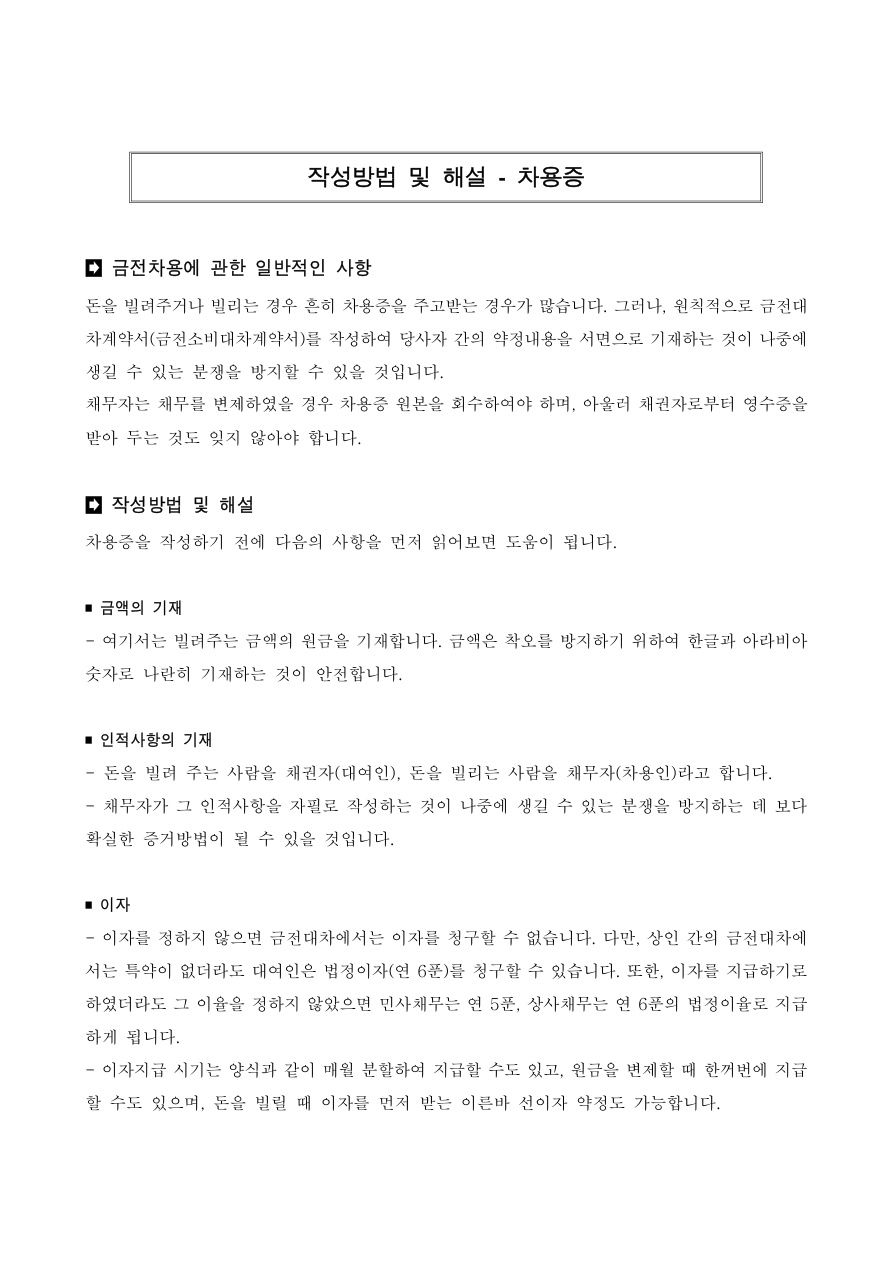 작성방법 및 해설 - 차용증
금전차용에 관한 일반적인 사항
돈을 빌려주거나 빌리는 경우 흔히 차용증을 주고받는 경우가 많습니다. 그러나, 원칙적으로 금전대
차계약서(금전소비대차계약서)를 작성하여 당사자 간의 약정내용을 서면으로 기재하는 것이 나중에
생길 수 있는 분쟁을 방지할 수 있을 것입니다.
채무자는 채무를 변제하였을 경우 차용증 원본을 회수하여야 하며, 아울러 채권자로부터 영수증을
받아 두는 것도 잊지 않아야 합니다.
작성방법 및 해설
차용증을 작성하기 전에 다음의 사항을 먼저 읽어보면 도움이 됩니다.
■ 금액의 기재
- 여기서는 빌려주는 금액의 원금을 기재합니다. 금액은 착오를 방지하기 위하여 한글과 아라비아
숫자로 나란히 기재하는 것이 안전합니다.
■ 인적사항의 기재
- 돈을 빌려 주는 사람을 채권자(대여인), 돈을 빌리는 사람을 채무자(차용인)라고 합니다.
- 채무자가 그 인적사항을 자필로 작성하는 것이 나중에 생길 수 있는 분쟁을 방지하는 데 보다
확실한 증거방법이 될 수 있을 것입니다.
■ 이자
- 이자를 정하지 않으면 금전대차에서는 이자를 청구할 수 없습니다. 다만, 상인 간의 금전대차에
서는 특약이 없더라도 대여인은 법정이자(연 6푼)를 청구할 수 있습니다. 또한, 이자를 지급하기로
하였더라도 그 이율을 정하지 않았으면 민사채무는 연 5푼, 상사채무는 연 6푼의 법정이율로 지급
하게 됩니다.
- 이자지급 시기는 양식과 같이 매월 분할하여 지급할 수도 있고, 원금을 변제할 때 한꺼번에 지급
할 수도 있으며, 돈을 빌릴 때 이자를 먼저 받는 이른바 선이자 약정도 가능합니다.